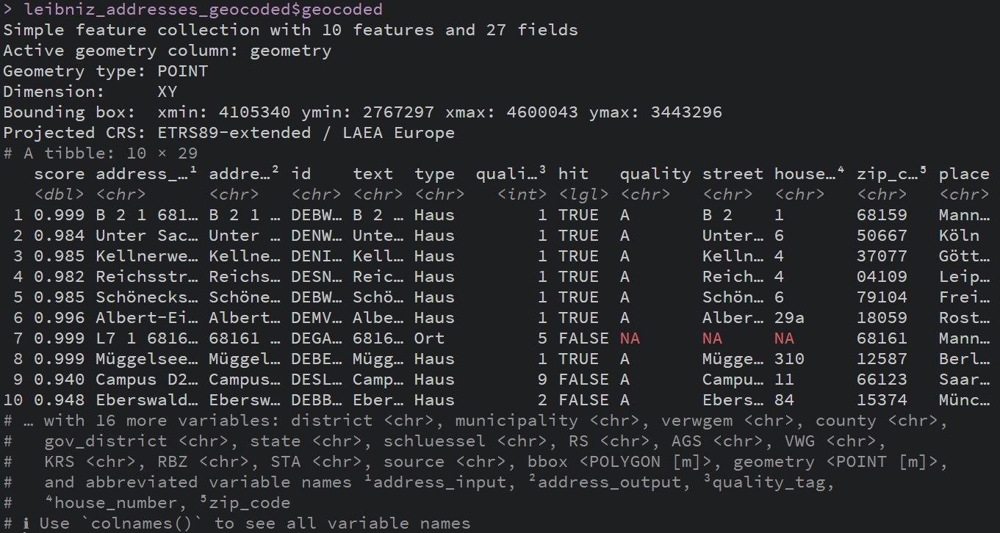 > leibniz_addresses_geocoded$geocoded
Simple feature collection with 10 features and 27 fields
Active geometry column: geometry
Geometry type: POINT
Dimension:     XY
Bounding box:  xmin: 4105340 ymin: 2767297 xmax: 4600043 ymax: 3443296
Projected CRS: ETRS89-extended / LAEA Europe
# A tibble: 10 × 29
   score address_…¹ addre…² id    text  type  quali…³ hit   quality street house…⁴ zip_c…⁵ place
   <dbl> <chr>      <chr>   <chr> <chr> <chr>   <int> <lgl> <chr>   <chr>  <chr>   <chr>   <chr>
 1 0.999 B 2 1 681… B 2 1 … DEBW… B 2 … Haus        1 TRUE  A       B 2    1       68159   Mann…
 2 0.984 Unter Sac… Unter … DENW… Unte… Haus        1 TRUE  A       Unter… 6       50667   Köln
 3 0.985 Kellnerwe… Kellne… DENI… Kell… Haus        1 TRUE  A       Kelln… 4       37077   Gött…
 4 0.982 Reichsstr… Reichs… DESN… Reic… Haus        1 TRUE  A       Reich… 4       04109   Leip…
 5 0.985 Schönecks… Schöne… DEBW… Schö… Haus        1 TRUE  A       Schön… 6       79104   Frei…
 6 0.996 Albert-Ei… Albert… DEMV… Albe… Haus        1 TRUE  A       Alber… 29a     18059   Rost…
 7 0.999 L7 1 6816… 68161 … DEGA… 6816… Ort         5 FALSE NA      NA     NA      68161   Mann…
 8 0.999 Müggelsee… Müggel… DEBE… Mügg… Haus        1 TRUE  A       Mügge… 310     12587   Berl…
 9 0.940 Campus D2… Campus… DESL… Camp… Haus        9 FALSE A       Campu… 11      66123   Saar…
10 0.948 Eberswald… Ebersw… DEBB… Eber… Haus        2 FALSE A       Ebers… 84      15374   Münc…
# … with 16 more variables: district <chr>, municipality <chr>, verwgem <chr>, county <chr>,
#   gov_district <chr>, state <chr>, schluessel <chr>, RS <chr>, AGS <chr>, VWG <chr>,
#   KRS <chr>, RBZ <chr>, STA <chr>, source <chr>, bbox <POLYGON [m]>, geometry <POINT [m]>,
#   and abbreviated variable names ¹address_input, ²address_output, ³quality_tag,
#   ⁴house_number, ⁵zip_code
# ℹ Use `colnames()` to see all variable names